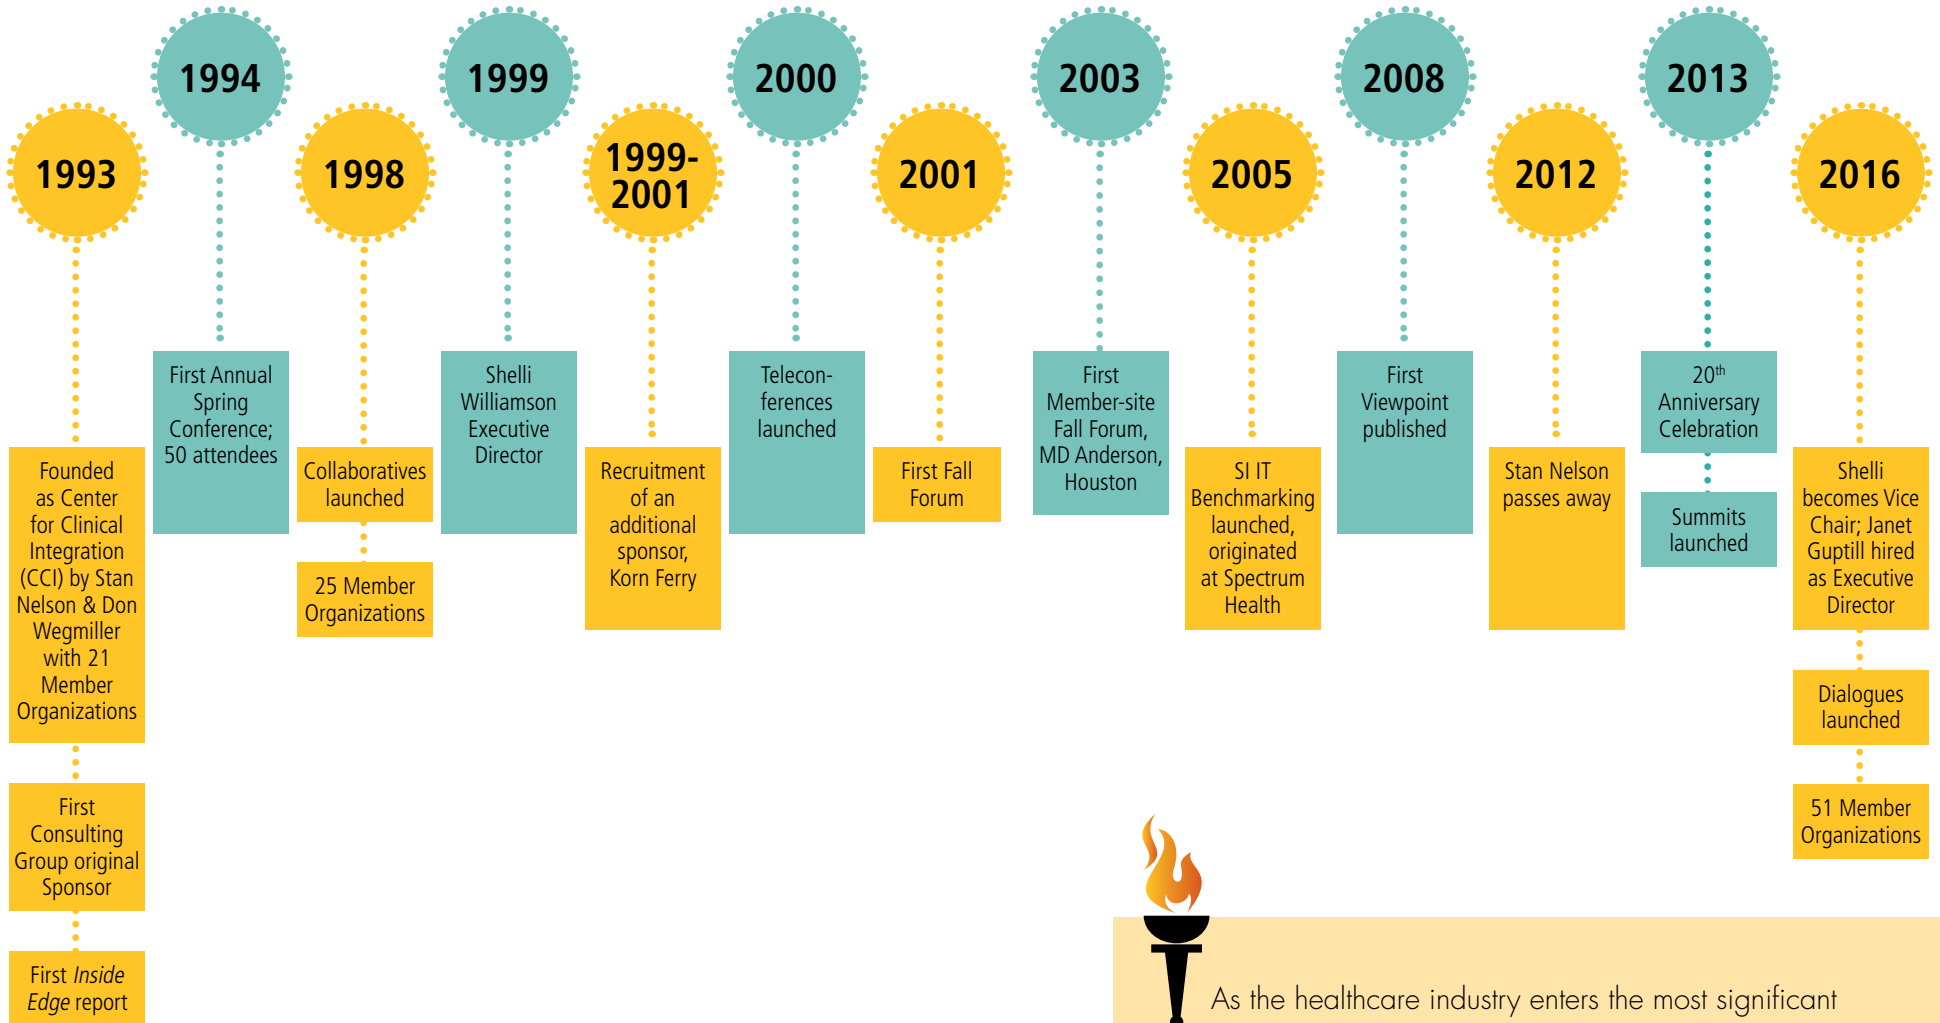 1993
Founded
as Center
for Clinical
Integration
(CCI) by Stan
Nelson & Don
Wegmiller
with 21
Member
Organizations
First
Consulting
Group original
Sponsor
First Inside
Edge report
1994
First Annual
Spring
Conference;
50 attendees
1998
Collaboratives
launched
25 Member
Organizations
1999
Shelli
Williamson
Executive
Director
1999-
2001
Recruitment
of an
additional
sponsor,
Korn Ferry
2000
Telecon-
ferences
launched
2001
First Fall
Forum
2003
First
Member-site
Fall Forum,
MD Anderson,
Houston
2005
SI IT
Benchmarking
launched,
originated
at Spectrum
Health
2008
First
Viewpoint
published
2012
Stan Nelson
passes away
2013
20th
Anniversary
Celebration
Summits
launched
2016
Shelli
becomes Vice
Chair; Janet
Guptill hired
as Executive
Director
Dialogues
launched
51 Member
Organizations
As the healthcare industry enters the most significant